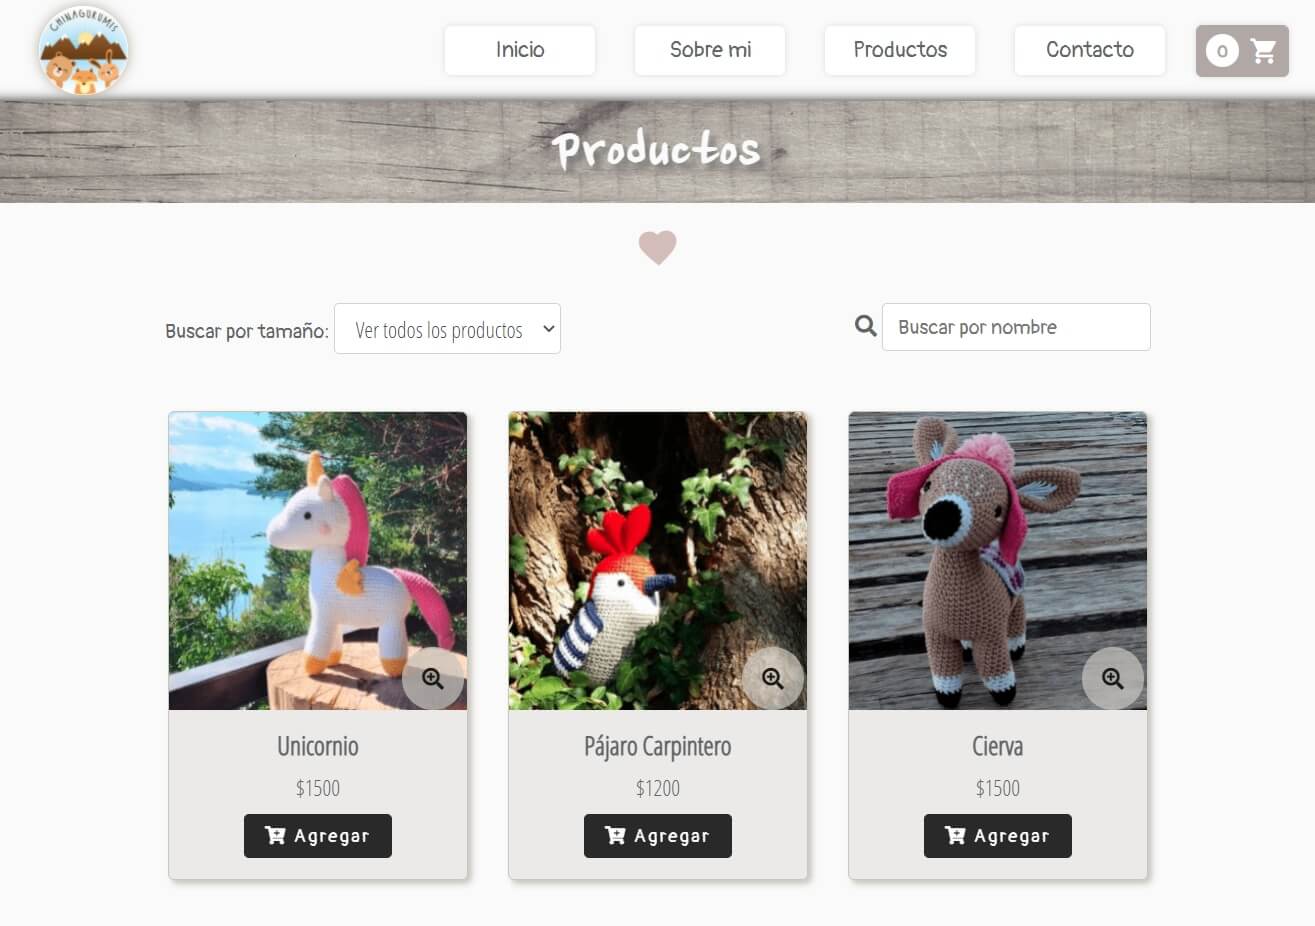 CHINAGURUMIS
Inicio
Sobre mi
Productos
Contacto
0
Productos
Buscar por tamaño:
Ver todos los productos
Buscar por nombre
Unicornio
$1500
Agregar
Pájaro Carpintero
$1200
Agregar
Cierva
$1500
Agregar